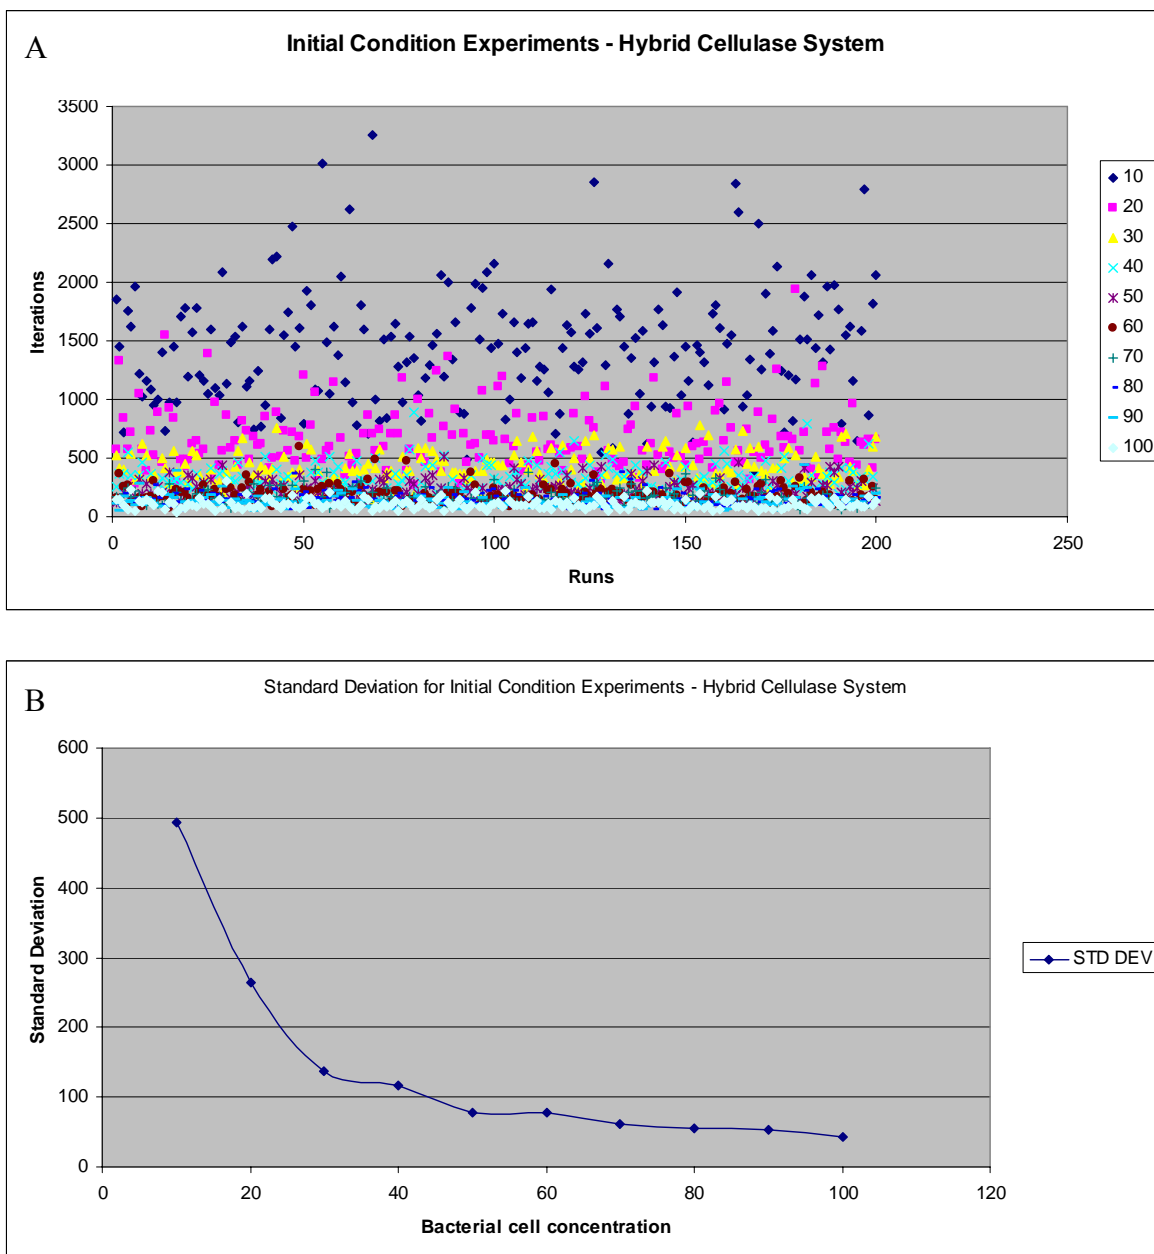 A
Initial Condition Experiments - Hybrid Cellulase System
3500
3000
2500
2000
1500
1000
500
0
Iterations
0 50 100 150 200 250
Runs
10
20
30
40
50
60
70
80
90
100
B
Standard Deviation for Initial Condition Experiments - Hybrid Cellulase System
600
500
400
300
200
100
0
Standard Deviation
0 20 40 60 80 100 120
Bacterial cell concentration
STD DEV